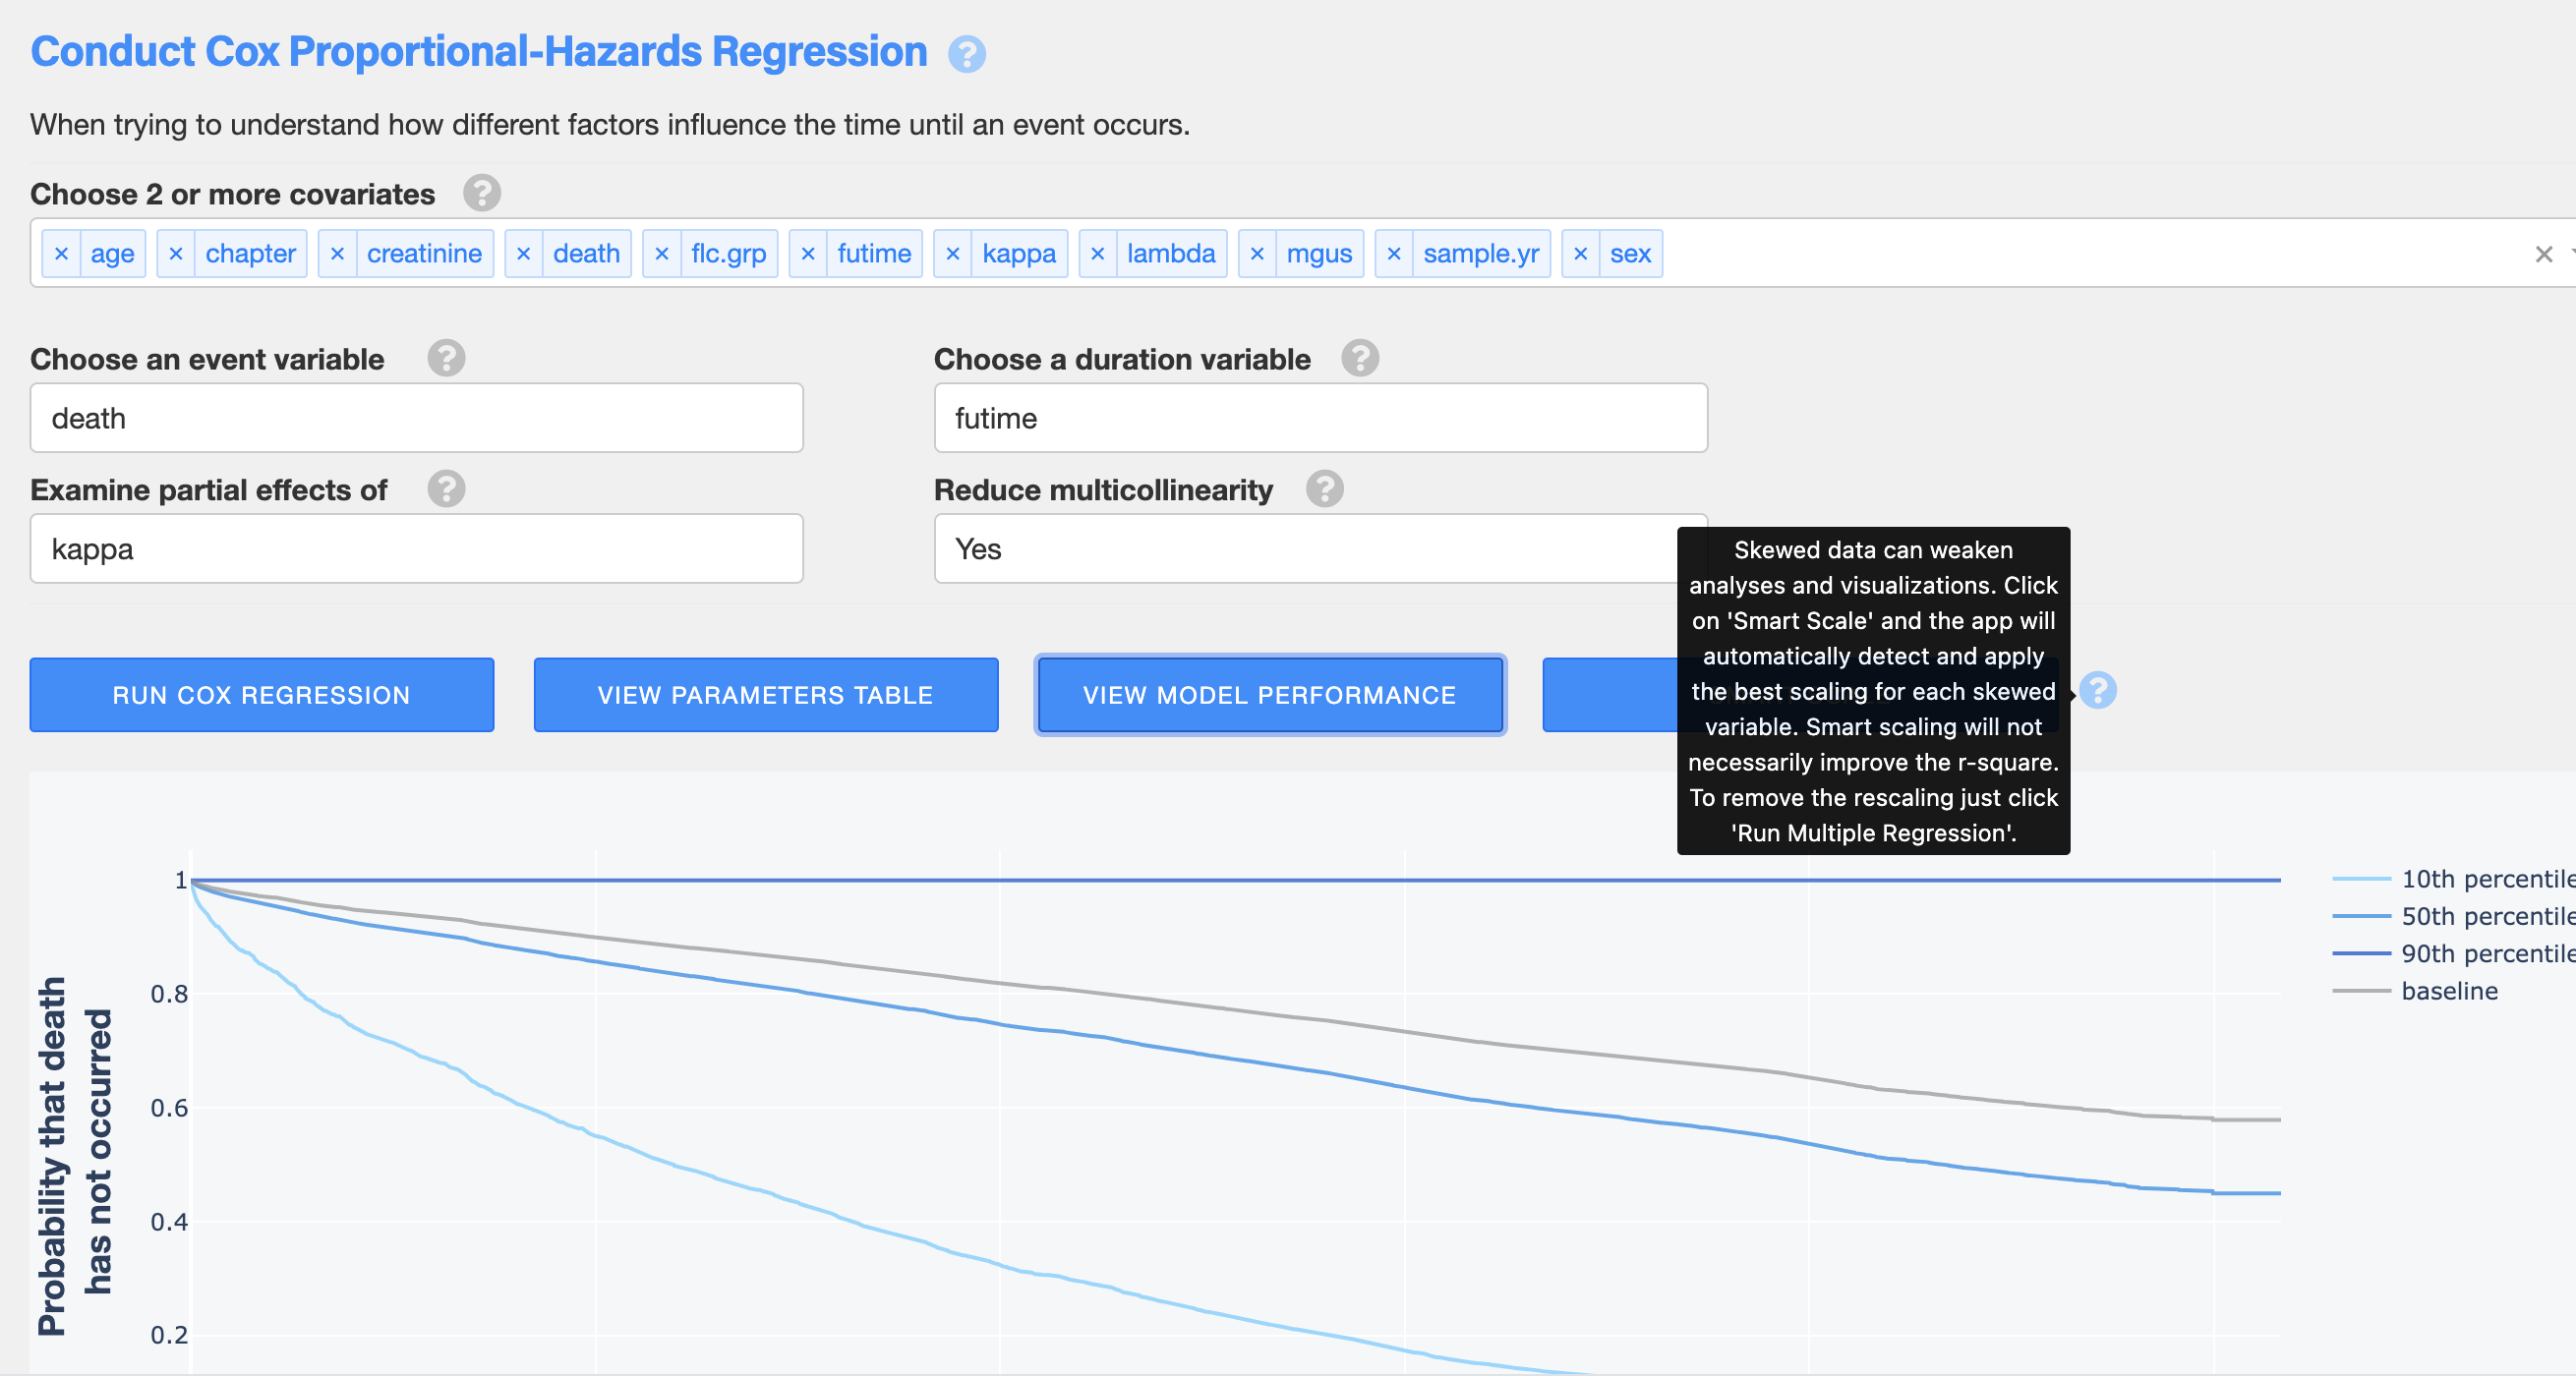 Conduct Cox Proportional-Hazards Regression ?
When trying to understand how different factors influence the time until an event occurs.
Choose 2 or more covariates ?
× age × chapter × creatinine × death × flc.grp × futime × kappa × lambda × mgus × sample.yr × sex ×
Choose an event variable ? Choose a duration variable ?
death futime
Examine partial effects of ? Reduce multicollinearity ?
kappa Yes
Skewed data can weaken
analyses and visualizations. Click
on 'Smart Scale' and the app will
automatically detect and apply
the best scaling for each skewed
variable. Smart scaling will not
necessarily improve the r-square.
To remove the rescaling just click
'Run Multiple Regression'.
RUN COX REGRESSION VIEW PARAMETERS TABLE VIEW MODEL PERFORMANCE ?
Probability that death
has not occurred
1
0.8
0.6
0.4
0.2
10th percentile
50th percentile
90th percentile
baseline